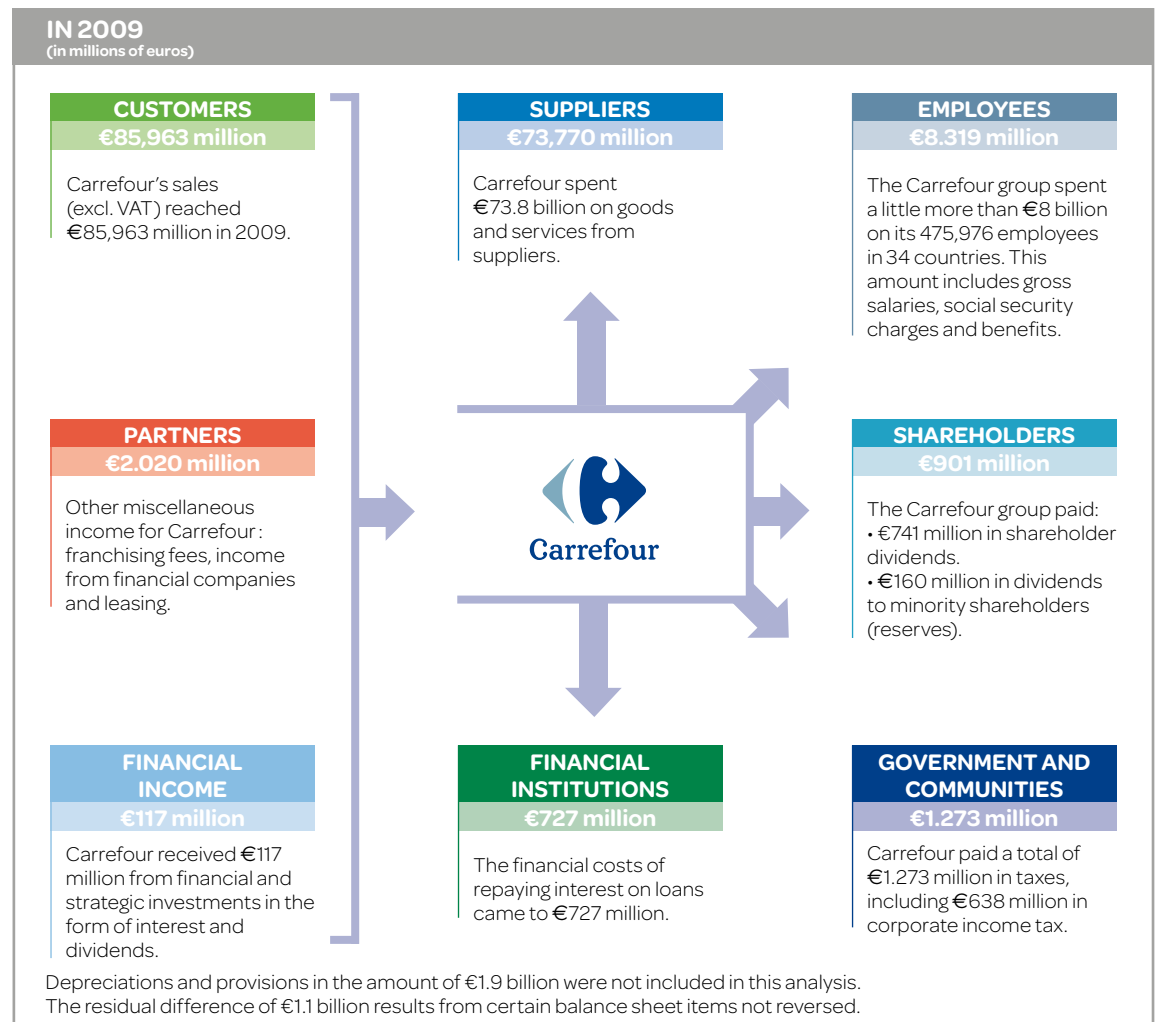 IN 2009
(in millions of euros)
CUSTOMERS
€85,963 million
Carrefour's sales
(excl. VAT) reached
€85,963 million in 2009.
SUPPLIERS
€73,770 million
Carrefour spent
€73.8 billion on goods
and services from
suppliers.
EMPLOYEES
€8.319 million
The Carrefour group spent
a little more than €8 billion
on its 475,976 employees
in 34 countries. This
amount includes gross
salaries, social security
charges and benefits.
PARTNERS
€2.020 million
Other miscellaneous
income for Carrefour :
franchising fees, income
from financial companies
and leasing.
Carrefour
SHAREHOLDERS
€901 million
The Carrefour group paid:
• €741 million in shareholder
dividends.
• €160 million in dividends
to minority shareholders
(reserves).
FINANCIAL
INCOME
€117 million
Carrefour received €117
million from financial and
strategic investments in the
form of interest and
dividends.
FINANCIAL
INSTITUTIONS
€727 million
The financial costs of
repaying interest on loans
came to €727 million.
GOVERNMENT AND
COMMUNITIES
€1.273 million
Carrefour paid a total of
€1.273 million in taxes,
including €638 million in
corporate income tax.
Depreciations and provisions in the amount of €1.9 billion were not included in this analysis.
The residual difference of €1.1 billion results from certain balance sheet items not reversed.